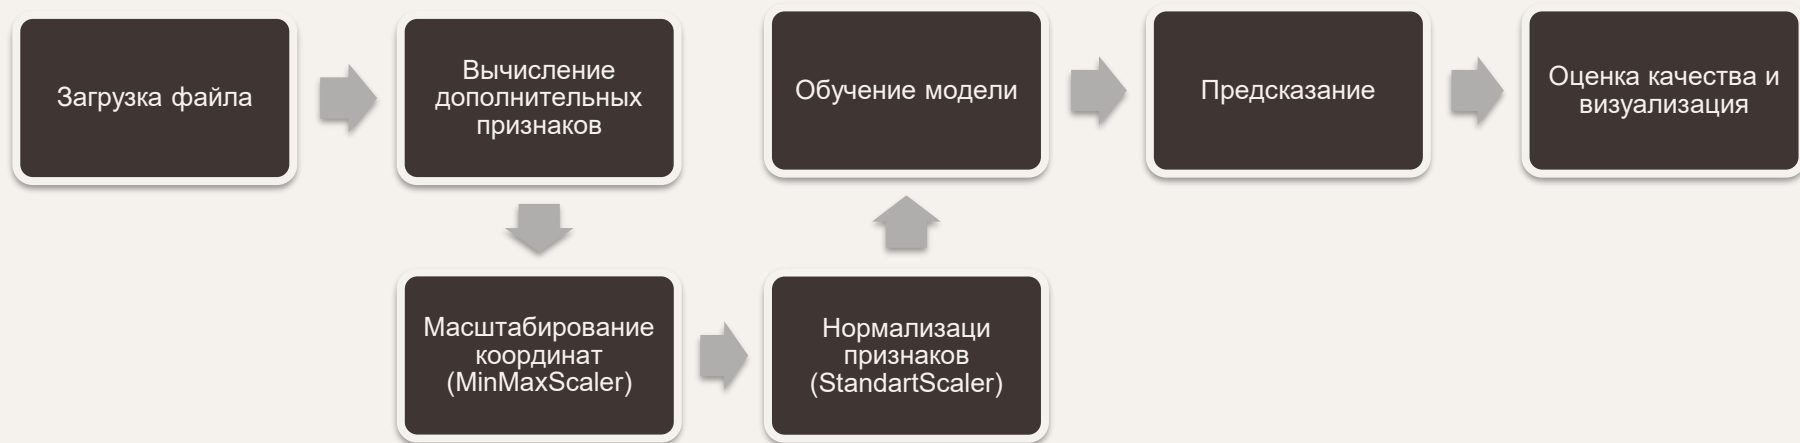 Загрузка файла
Вычисление
дополнительных
признаков
Масштабирование
координат
(MinMaxScaler)
Нормализаци
признаков
(StandartScaler)
Обучение модели
Предсказание
Оценка качества и
визуализация